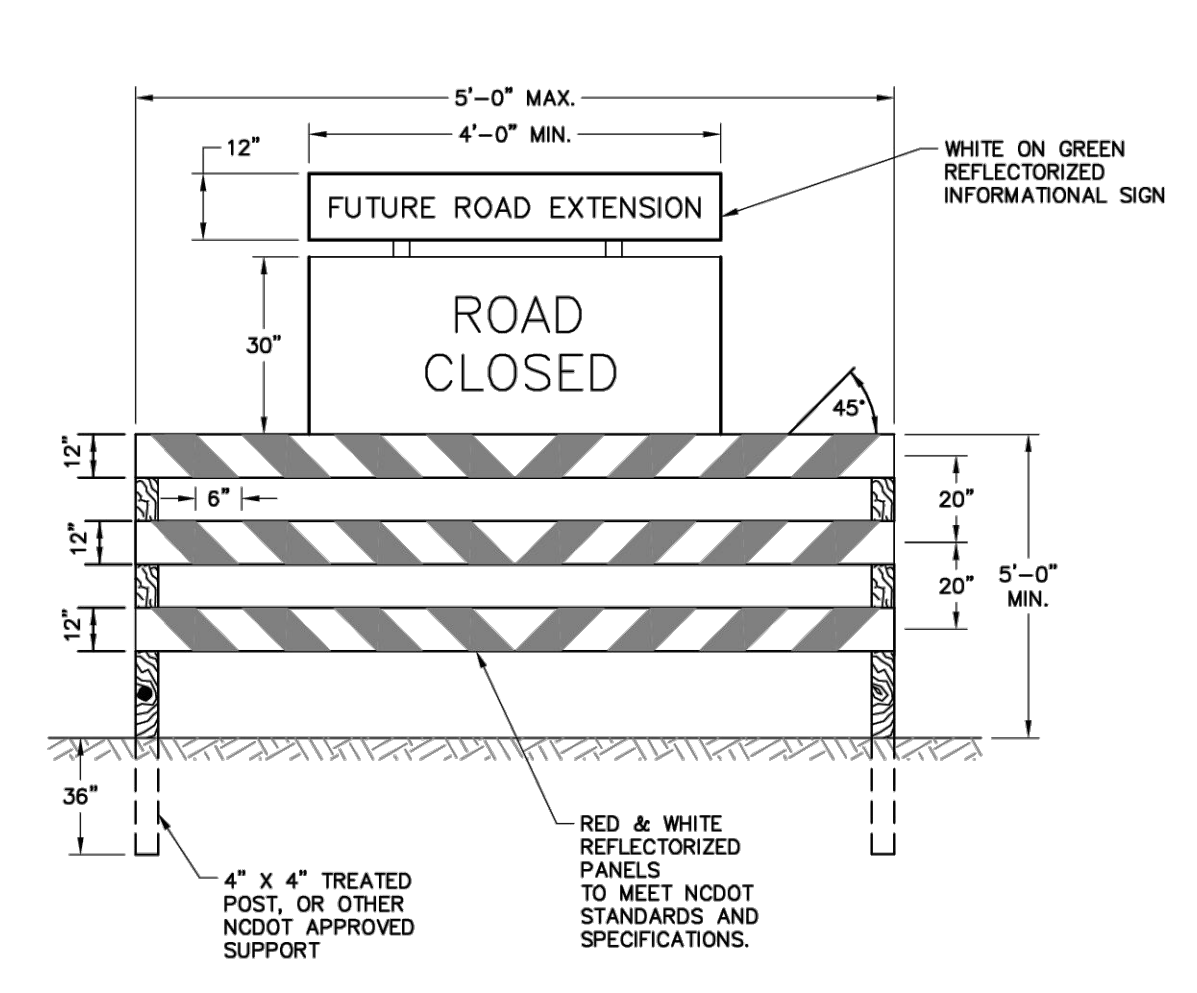 5'-0" MAX.
4'-0" MIN.
12"
WHITE ON GREEN
REFLECTORIZED
INFORMATIONAL SIGN
FUTURE ROAD EXTENSION
ROAD
CLOSED
30"
45°
12"
6"
20"
12"
20"
5'-0"
MIN.
12"
36"
RED & WHITE
REFLECTORIZED
PANELS
TO MEET NCDOT
STANDARDS AND
SPECIFICATIONS.
4" X 4" TREATED
POST, OR OTHER
NCDOT APPROVED
SUPPORT